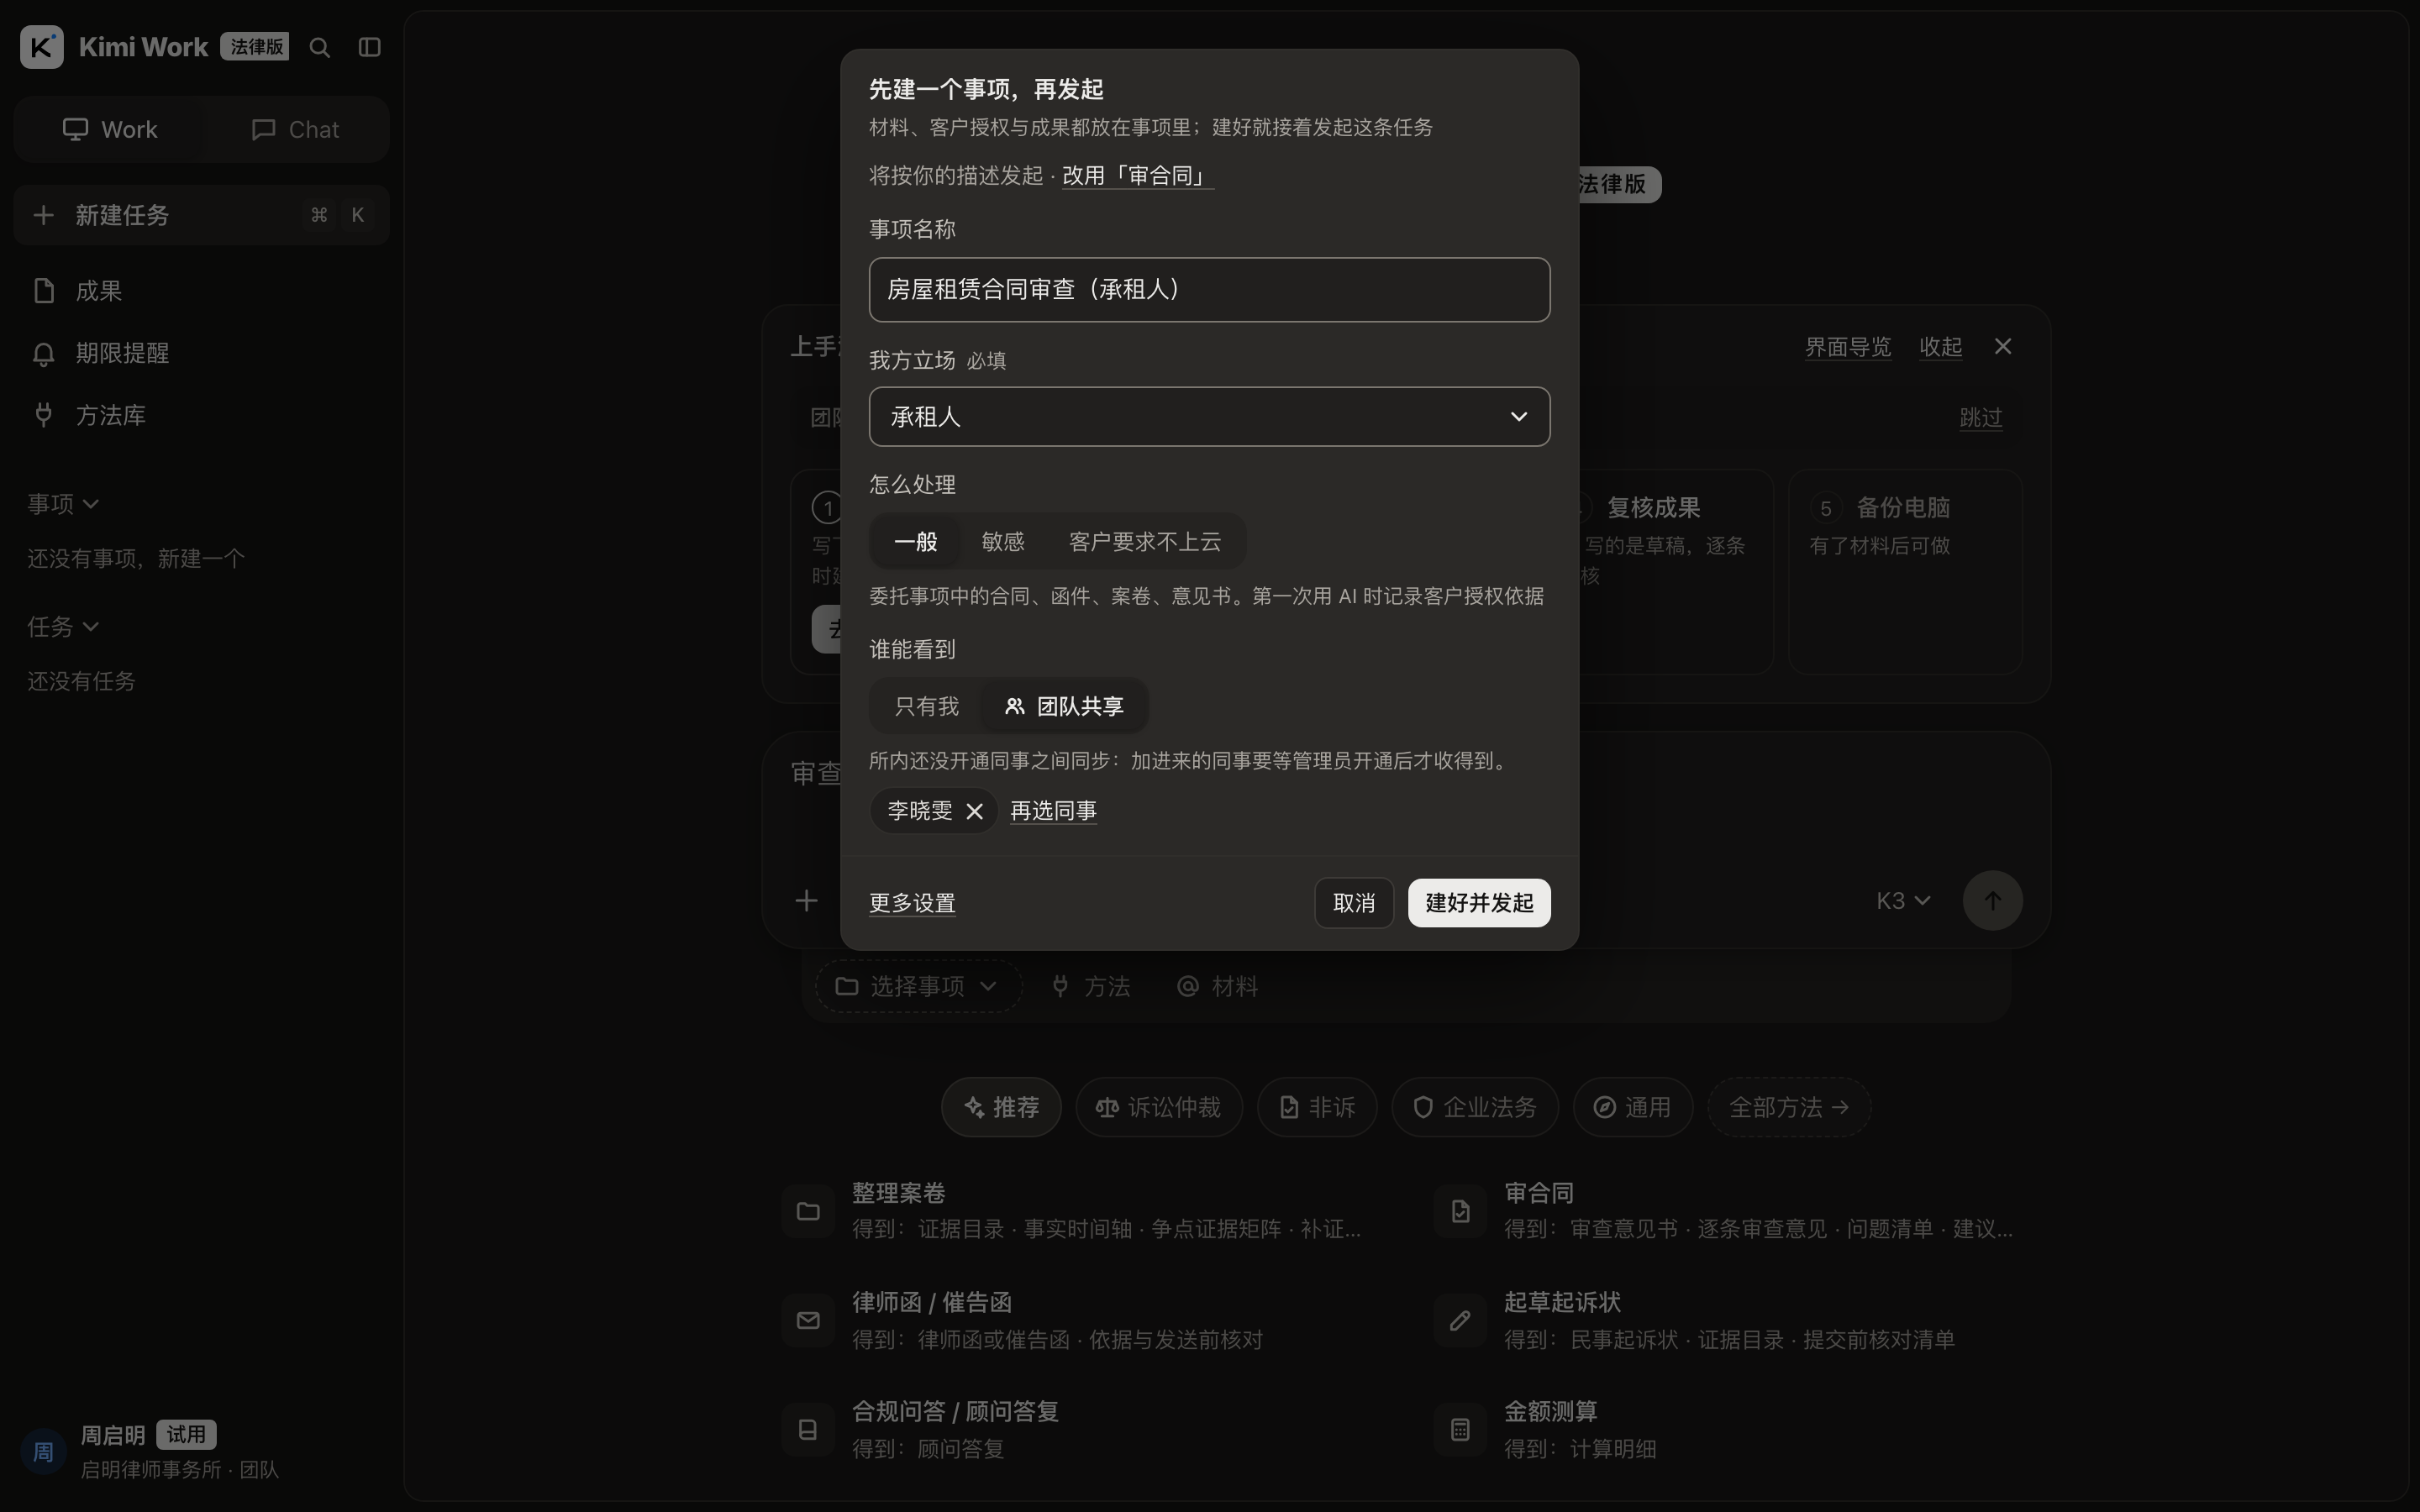 Kimi Work 法律版
Work
Chat
新建任务 ⌘ K
成果
期限提醒
方法库
事项
还没有事项，新建一个
任务
还没有任务
周 周启明 试用
启明律师事务所 · 团队
先建一个事项，再发起
材料、客户授权与成果都放在事项里；建好就接着发起这条任务
将按你的描述发起 · 改用「审合同」
事项名称
房屋租赁合同审查（承租人）
我方立场 必填
承租人
怎么处理
一般 敏感 客户要求不上云
委托事项中的合同、函件、案卷、意见书。第一次用 AI 时记录客户授权依据
谁能看到
只有我 团队共享
所内还没开通同事之间同步：加进来的同事要等管理员开通后才收得到。
李晓雯 再选同事
更多设置 取消 建好并发起
法律版
上手
界面导览 收起
团
跳过
1
写
时
去
复核成果
写的是草稿，逐条
核
5 备份电脑
有了材料后可做
审查
K3
选择事项 方法 材料
推荐 诉讼仲裁 非诉 企业法务 通用 全部方法 →
整理案卷
得到：证据目录 · 事实时间轴 · 争点证据矩阵 · 补证...
审合同
得到：审查意见书 · 逐条审查意见 · 问题清单 · 建议...
律师函 / 催告函
得到：律师函或催告函 · 依据与发送前核对
起草起诉状
得到：民事起诉状 · 证据目录 · 提交前核对清单
合规问答 / 顾问答复
得到：顾问答复
金额测算
得到：计算明细